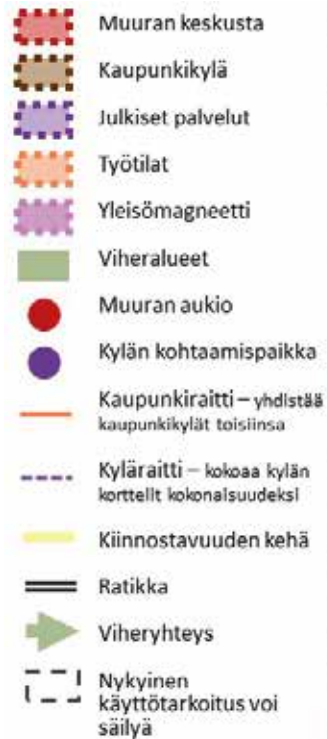 Muuran keskusta
Kaupunkikylä
Julkiset palvelut
Työtilat
Yleisömagneetti
Viheralueet
Muuran aukio
Kylän kohtaamispaikka
Kaupunkiraitti – yhdistää
kaupunkikylät toisiinsa
Kyläraitti – kokoaa kylän
korttelit kokonaisuudeksi
Kiinnostavuuden kehä
Ratikka
Viheryhteys
Nykyinen
käyttötarkoitus voi
säilyä